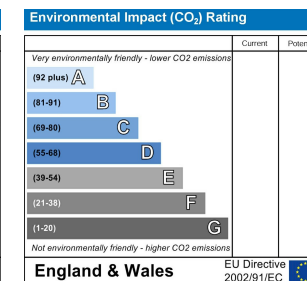 Environmental Impact (CO₂) Rating
Current Poten
Very environmentally friendly - lower CO2 emissions
(92 plus) A
(81-91) B
(69-80) C
(55-68) D
(39-54) E
(21-38) F
(1-20) G
Not environmentally friendly - higher CO2 emissions
England & Wales
EU Directive
2002/91/EC